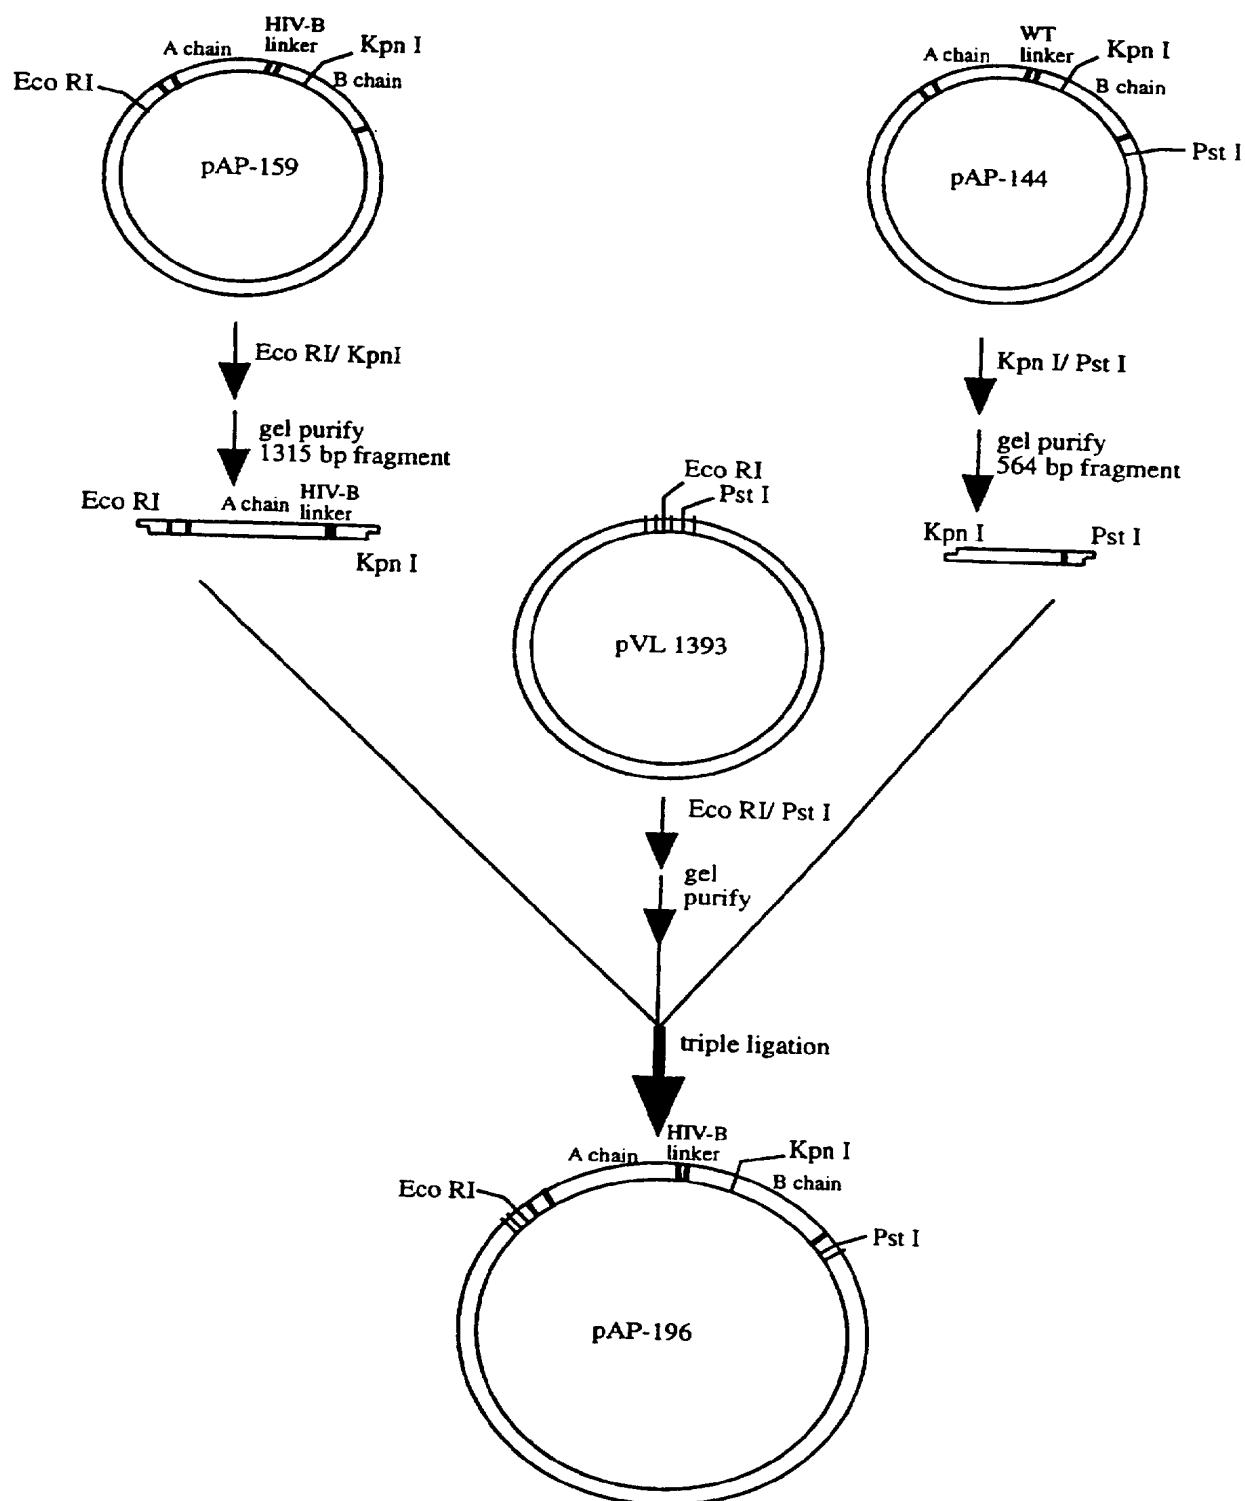 HIV-B
linker
A chain
Kpn I
B chain
Eco RI
pAP-159
WT
linker
A chain
Kpn I
B chain
Pst I
pAP-144
Eco RI/ KpnI
gel purify
1315 bp fragment
Kpn I/ Pst I
gel purify
564 bp fragment
Eco RI
A chain
HIV-B
linker
Kpn I
Eco RI
Pst I
Kpn I
Pst I
pVL 1393
Eco RI/ Pst I
gel
purify
triple ligation
HIV-B
linker
A chain
Kpn I
B chain
Eco RI
Pst I
pAP-196